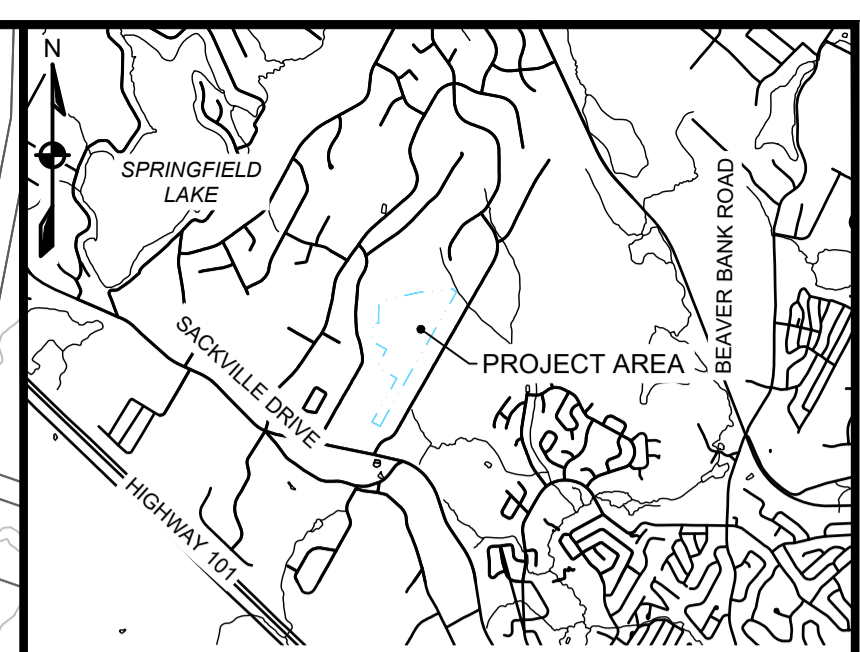 N
SPRINGFIELD
LAKE
BEAVER BANK ROAD
SACKVILLE DRIVE
PROJECT AREA
HIGHWAY 101